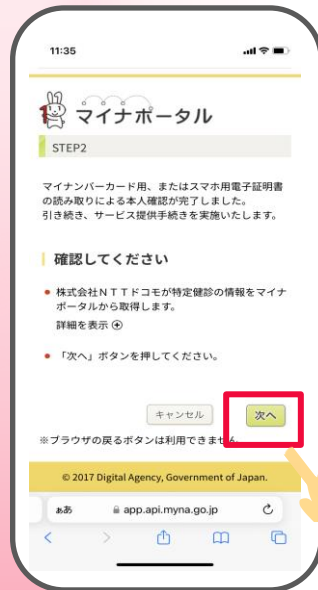 11:35
マイナポータル
STEP2
マイナンバーカード用、またはスマホ用電子証明書
の読み取りによる本人確認が完了しました。
引き続き、サービス提供手続きを実施いたします。
確認してください
株式会社NTTドコモが特定健診の情報をマイナ
ポータルから取得します。
詳細を表示
「次へ」ボタンを押してください。
キャンセル
次へ
※ブラウザの戻るボタンは利用できません
© 2017 Digital Agency, Government of Japan.
ぁあ
app.api.myna.go.jp